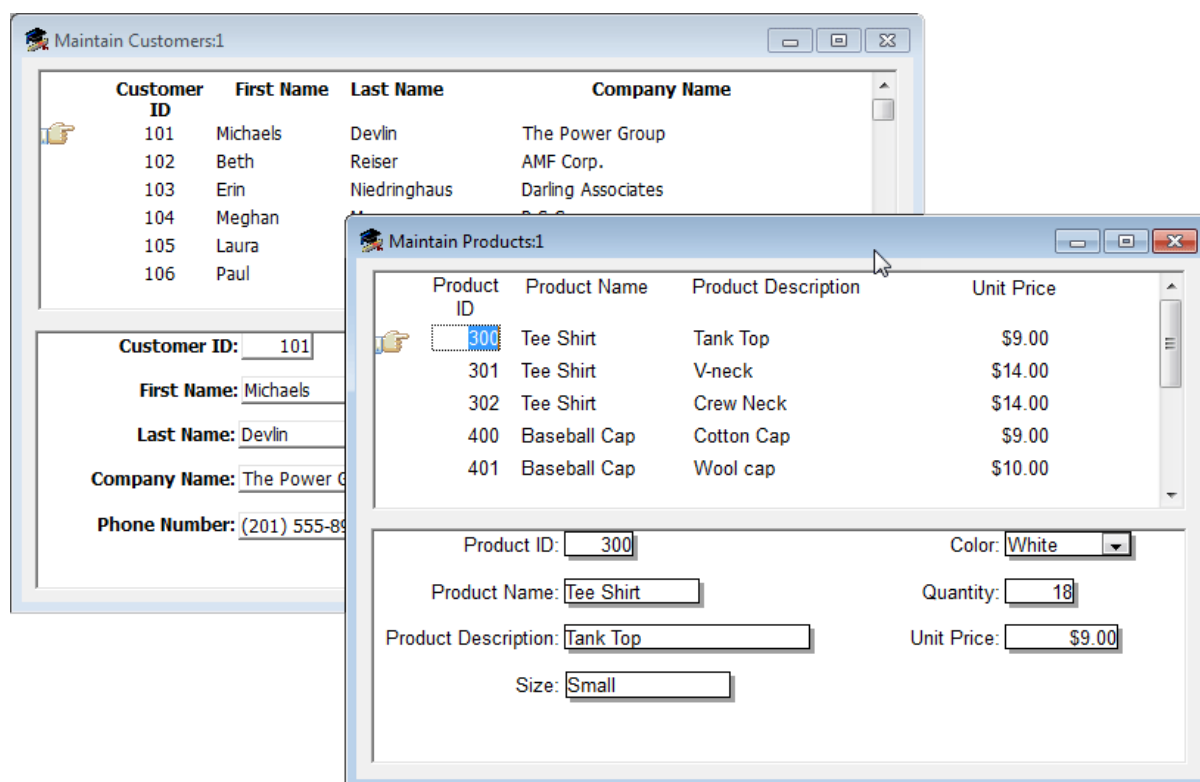 Maintain Customers:1
Customer ID First Name Last Name Company Name
101 Michaels Devlin The Power Group
102 Beth Reiser AMF Corp.
103 Erin Niedringhaus Darling Associates
104 Meghan
105 Laura
106 Paul
Customer ID: 101
First Name: Michaels
Last Name: Devlin
Company Name: The Power
Phone Number: (201) 555-89
Maintain Products:1
Product ID Product Name Product Description Unit Price
300 Tee Shirt Tank Top $9.00
301 Tee Shirt V-neck $14.00
302 Tee Shirt Crew Neck $14.00
400 Baseball Cap Cotton Cap $9.00
401 Baseball Cap Wool cap $10.00
Product ID: 300 Color: White
Product Name: Tee Shirt Quantity: 18
Product Description: Tank Top Unit Price: $9.00
Size: Small